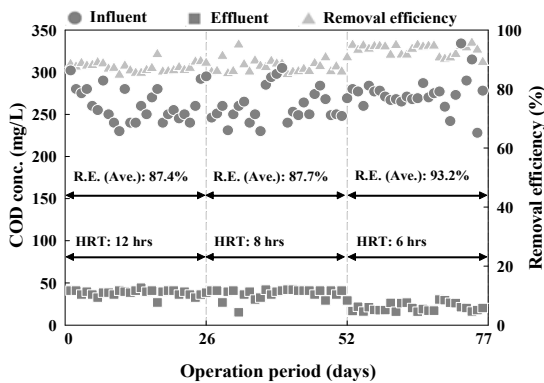 Influent Effluent Removal efficiency
COD conc. (mg/L)
350
300
250
200
150
100
50
0
R.E. (Ave.): 87.4% R.E. (Ave.): 87.7% R.E. (Ave.): 93.2%
HRT: 12 hrs HRT: 8 hrs HRT: 6 hrs
100
80
60
40
20
0
Removal efficiency (%)
0 26 52 77
Operation period (days)